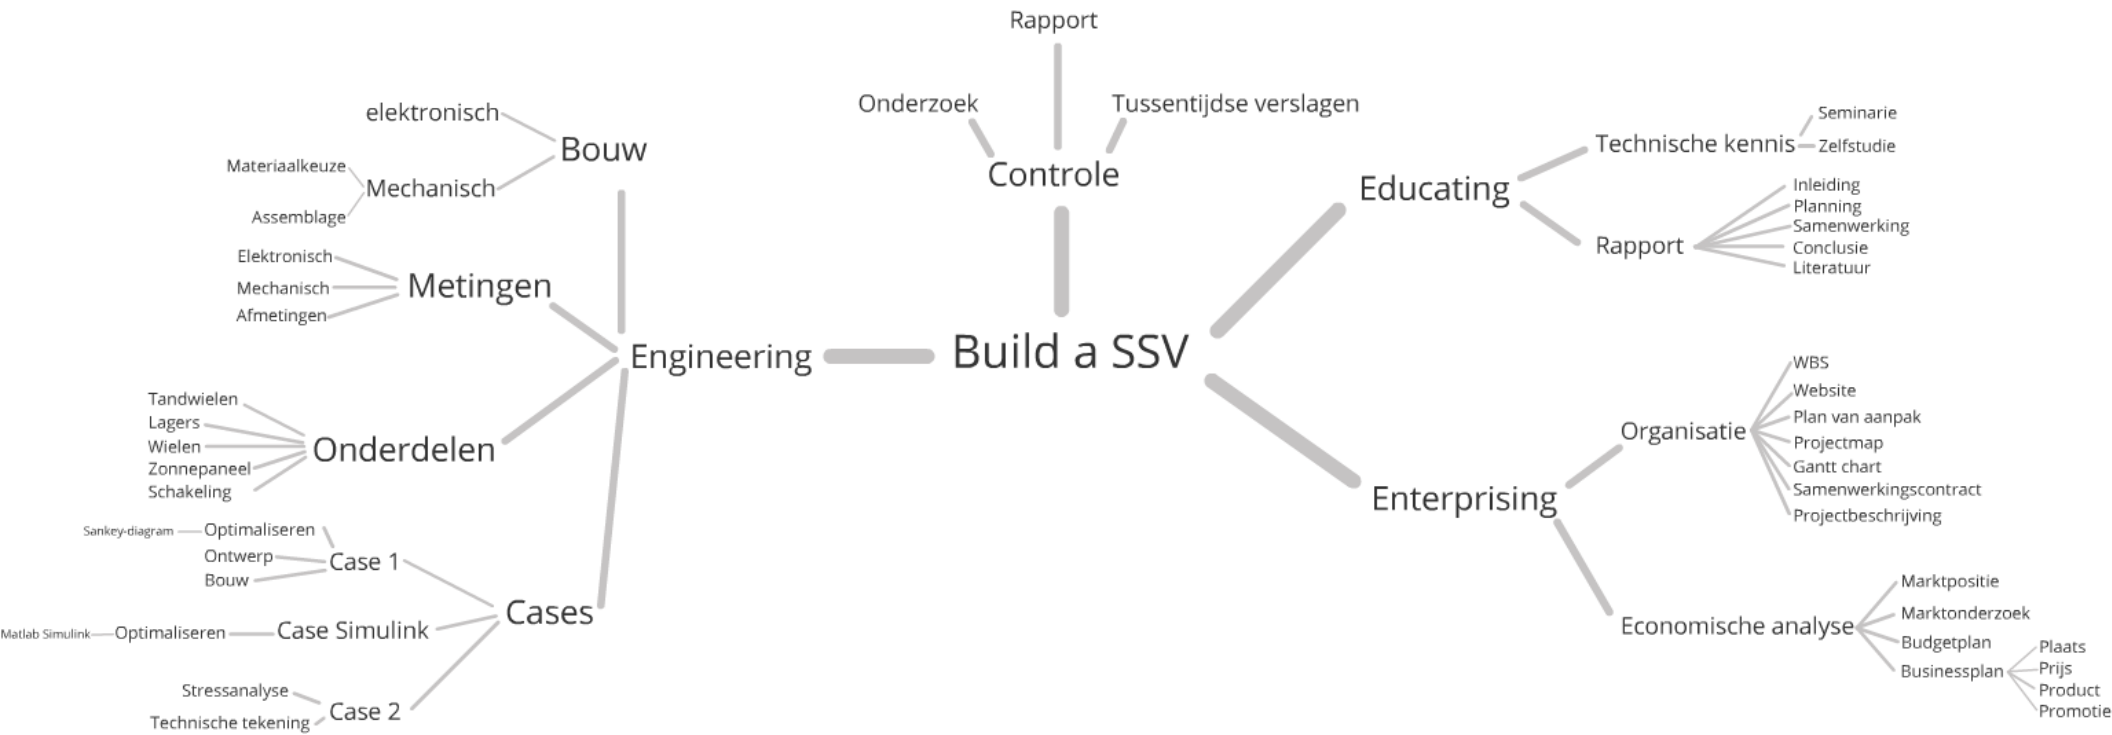 Rapport
Onderzoek
Tussentijdse verslagen
Controle
elektronisch
Bouw
Materiaalkeuze
Mechanisch
Assemblage
Elektronisch
Metingen
Mechanisch
Afmetingen
Engineering
Build a SSV
Tandwielen
Lagers
Wielen
Zonnepaneel
Schakeling
Onderdelen
Sankey-diagram
Optimaliseren
Ontwerp
Bouw
Case 1
Cases
Matlab Simulink
Optimaliseren
Case Simulink
Stressanalyse
Technische tekening
Case 2
Educating
Technische kennis
Seminarie
Zelfstudie
Rapport
Inleiding
Planning
Samenwerking
Conclusie
Literatuur
Enterprising
Organisatie
WBS
Website
Plan van aanpak
Projectmap
Gantt chart
Samenwerkingscontract
Projectbeschrijving
Economische analyse
Marktpositie
Marktonderzoek
Budgetplan
Businessplan
Plaats
Prijs
Product
Promotie